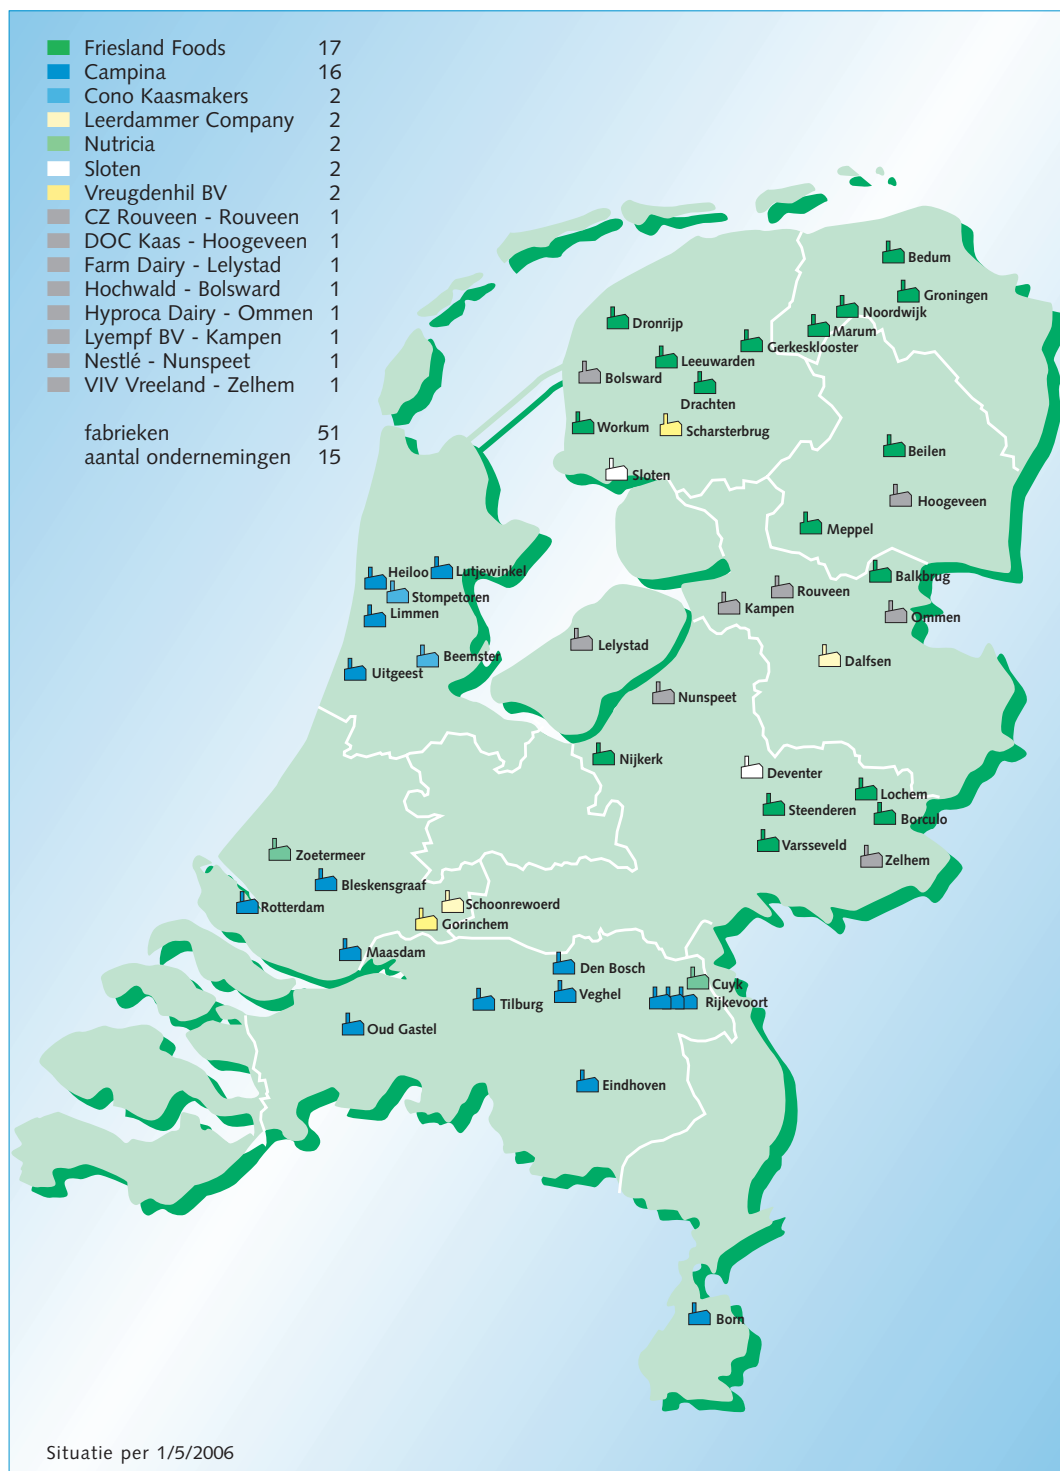 Friesland Foods 17
Campina 16
Cono Kaasmakers 2
Leerdammer Company 2
Nutricia 2
Sloten 2
Vreugdenhil BV 2
CZ Rouveen - Rouveen 1
DOC Kaas - Hoogeveen 1
Farm Dairy - Lelystad 1
Hochwald - Bolsward 1
Hyproca Dairy - Ommen 1
Lyempf BV - Kampen 1
Nestlé - Nunspeet 1
VIV Vreeland - Zelhem 1
fabrieken 51
aantal ondernemingen 15
Bedum
Groningen
Noordwijk
Marum
Dronrijp
Gerkesklooster
Leeuwarden
Bolsward
Drachten
Workum
Scharsterbrug
Beilen
Sloten
Hoogeveen
Meppel
Heiloo
Lutjewinkel
Balkbrug
Stompetoren
Rouveen
Kampen
Limmen
Ommen
Lelystad
Beemster
Dalfsen
Uitgeest
Nunspeet
Nijkerk
Deventer
Lochem
Steenderen
Borculo
Varsseveld
Zoetermeer
Zelhem
Bleskensgraaf
Schoonrewoerd
Rotterdam
Gorinchem
Maasdam
Den Bosch
Cuyk
Veghel
Rijkevoort
Tilburg
Oud Gastel
Eindhoven
Born
Situatie per 1/5/2006